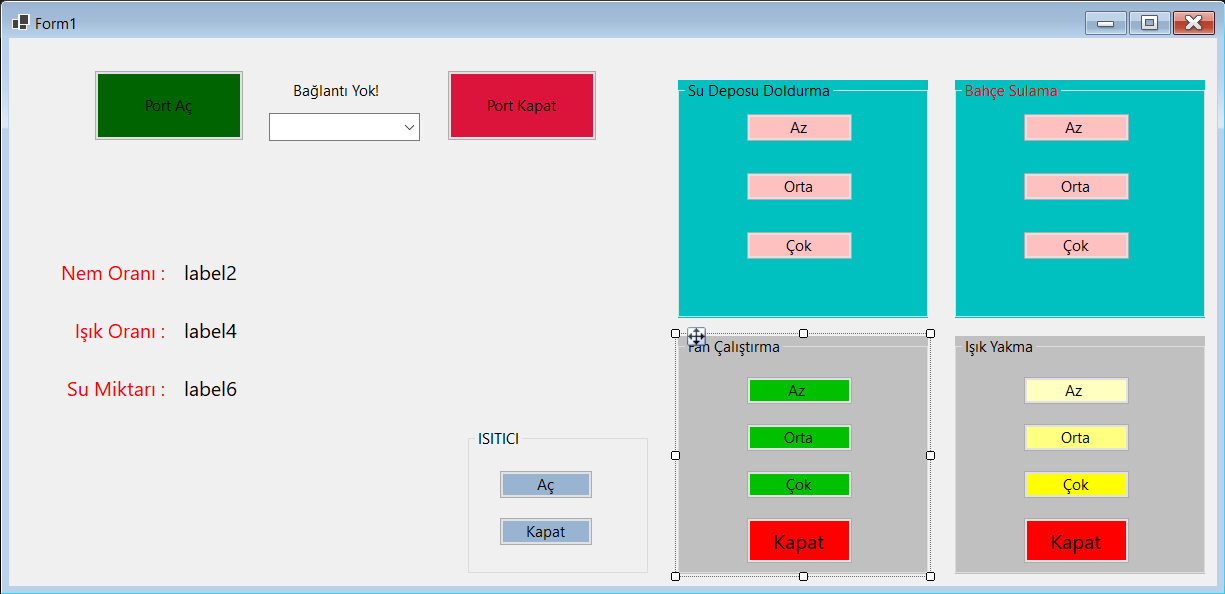 Form1
Port Aç
Bağlantı Yok!
Port Kapat
Nem Oranı : label2
Işık Oranı : label4
Su Miktarı : label6
ISITICI
Aç
Kapat
Su Deposu Doldurma
Az
Orta
Çok
Bahçe Sulama
Az
Orta
Çok
Fan Çalıştırma
Az
Orta
Çok
Kapat
Işık Yakma
Az
Orta
Çok
Kapat